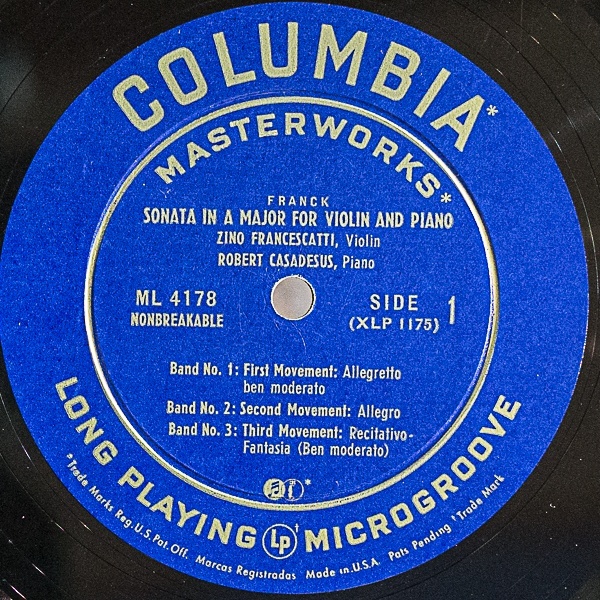 COLUMBIA*
MASTERWORKS*
FRANCK
SONATA IN A MAJOR FOR VIOLIN AND PIANO
ZINO FRANCESCATTI, Violin
ROBERT CASADESUS, Piano
ML 4178
NONBREAKABLE
SIDE 1
(XLP 1175)
Band No. 1: First Movement: Allegretto
ben moderato
Band No. 2: Second Movement: Allegro
Band No. 3: Third Movement: Recitativo-
Fantasia (Ben moderato)
*
LONG PLAYING Lp† MICROGROOVE
*Trade Marks Reg. U.S. Pat. Off. Marcas Registradas Made in U.S.A. Pats Pending †Trade Mark